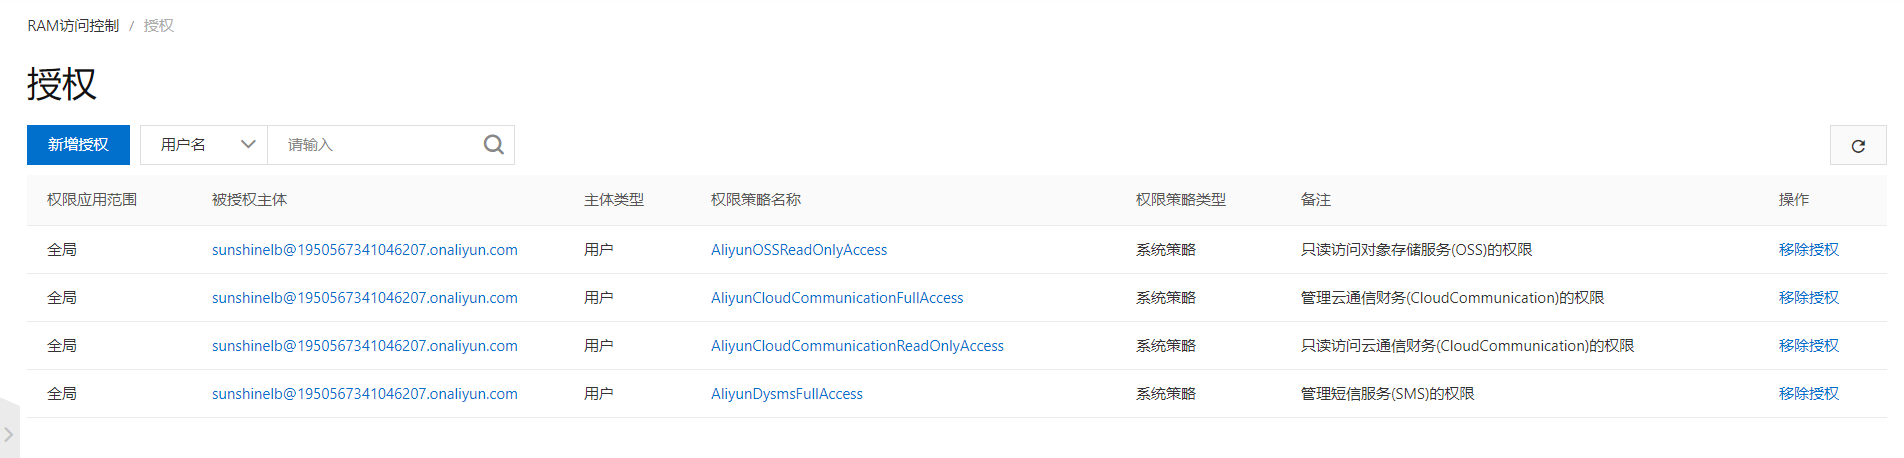 RAM访问控制 / 授权
授权
新增授权 用户名 请输入
权限应用范围 被授权主体 主体类型 权限策略名称 权限策略类型 备注 操作
全局 sunshinelb@1950567341046207.onaliyun.com 用户 AliyunOSSReadOnlyAccess 系统策略 只读访问对象存储服务(OSS)的权限 移除授权
全局 sunshinelb@1950567341046207.onaliyun.com 用户 AliyunCloudCommunicationFullAccess 系统策略 管理云通信财务(CloudCommunication)的权限 移除授权
全局 sunshinelb@1950567341046207.onaliyun.com 用户 AliyunCloudCommunicationReadOnlyAccess 系统策略 只读访问云通信财务(CloudCommunication)的权限 移除授权
全局 sunshinelb@1950567341046207.onaliyun.com 用户 AliyunDysmsFullAccess 系统策略 管理短信服务(SMS)的权限 移除授权